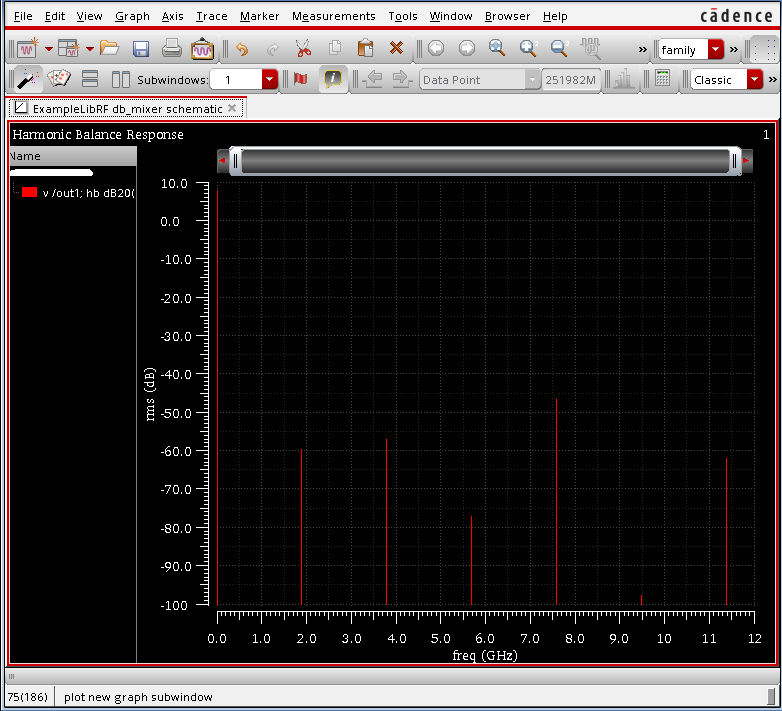 File Edit View Graph Axis Trace Marker Measurements Tools Window Browser Help cādence
» family »
Subwindows: 1 Data Point 251982M Classic »
ExampleLibRF db_mixer schematic
Harmonic Balance Response 1
Name
v /out1; hb dB20(
10.0
0.0
-10.0
-20.0
-30.0
-40.0
-50.0
-60.0
-70.0
-80.0
-90.0
-100
rms (dB)
0.0 1.0 2.0 3.0 4.0 5.0 6.0 7.0 8.0 9.0 10 11 12
freq (GHz)
75(186) plot new graph subwindow